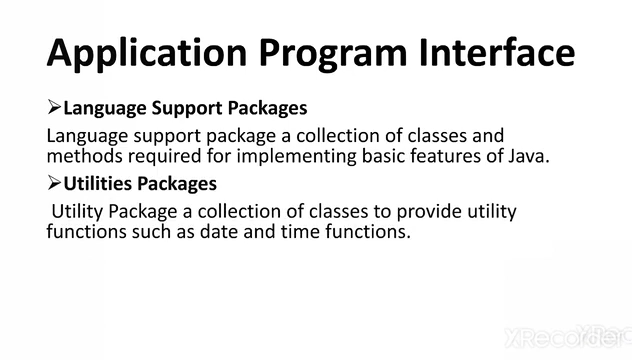 Application Program Interface
➢Language Support Packages
Language support package a collection of classes and
methods required for implementing basic features of Java.
➢Utilities Packages
Utility Package a collection of classes to provide utility
functions such as date and time functions.
XRecorder